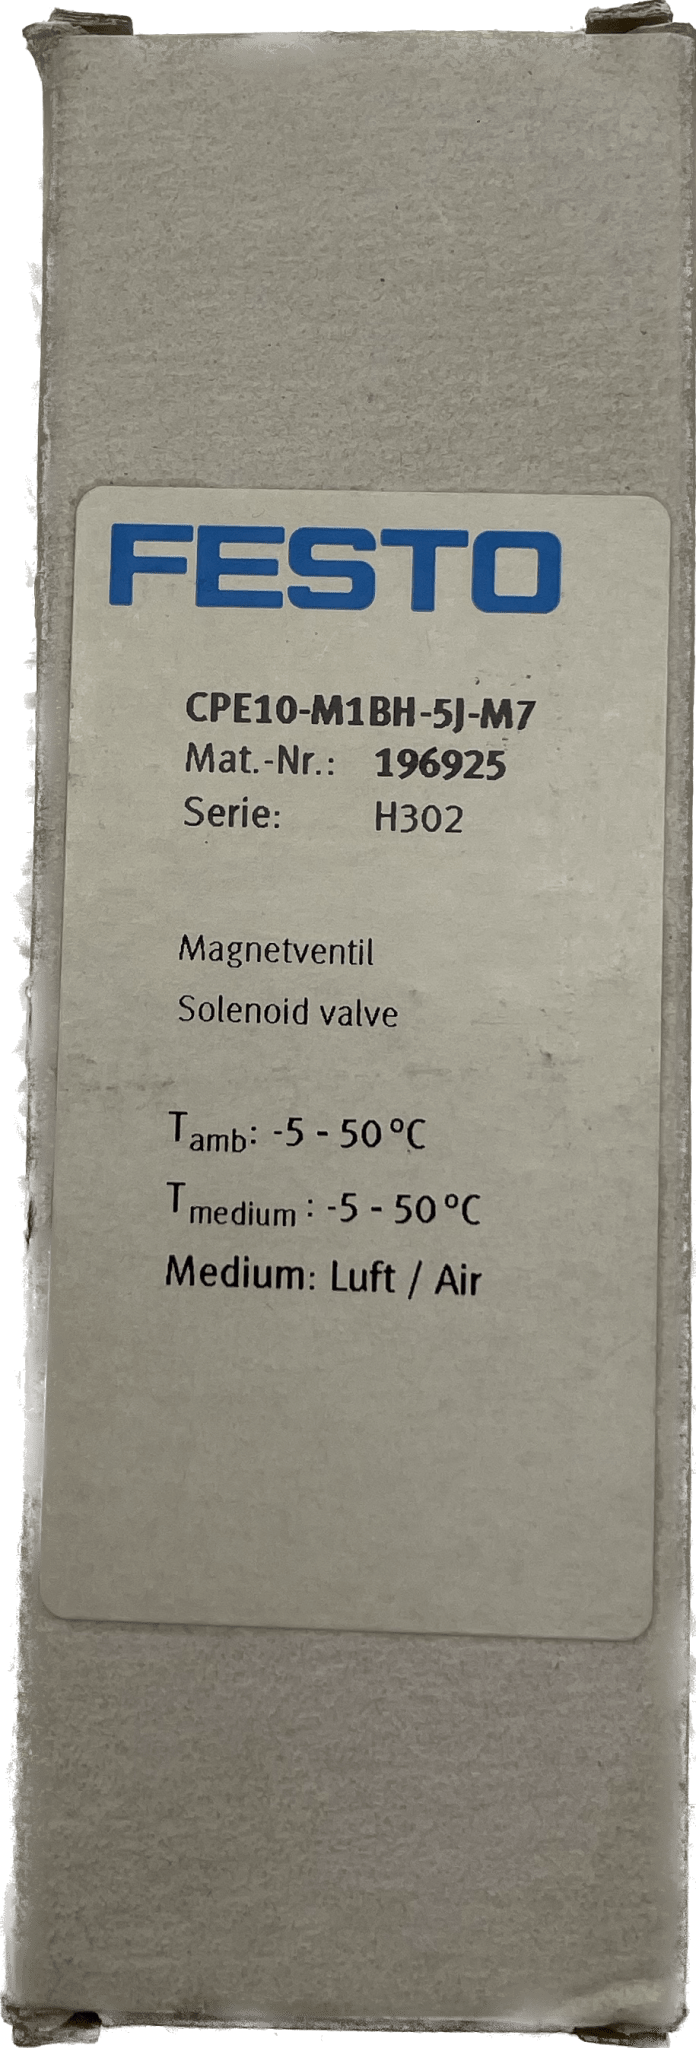 FESTO
CPE10-M1BH-5J-M7
Mat.-Nr.: 196925
Serie: H302
Magnetventil
Solenoid valve
Tamb: -5 - 50 °C
Tmedium : -5 - 50 °C
Medium: Luft / Air